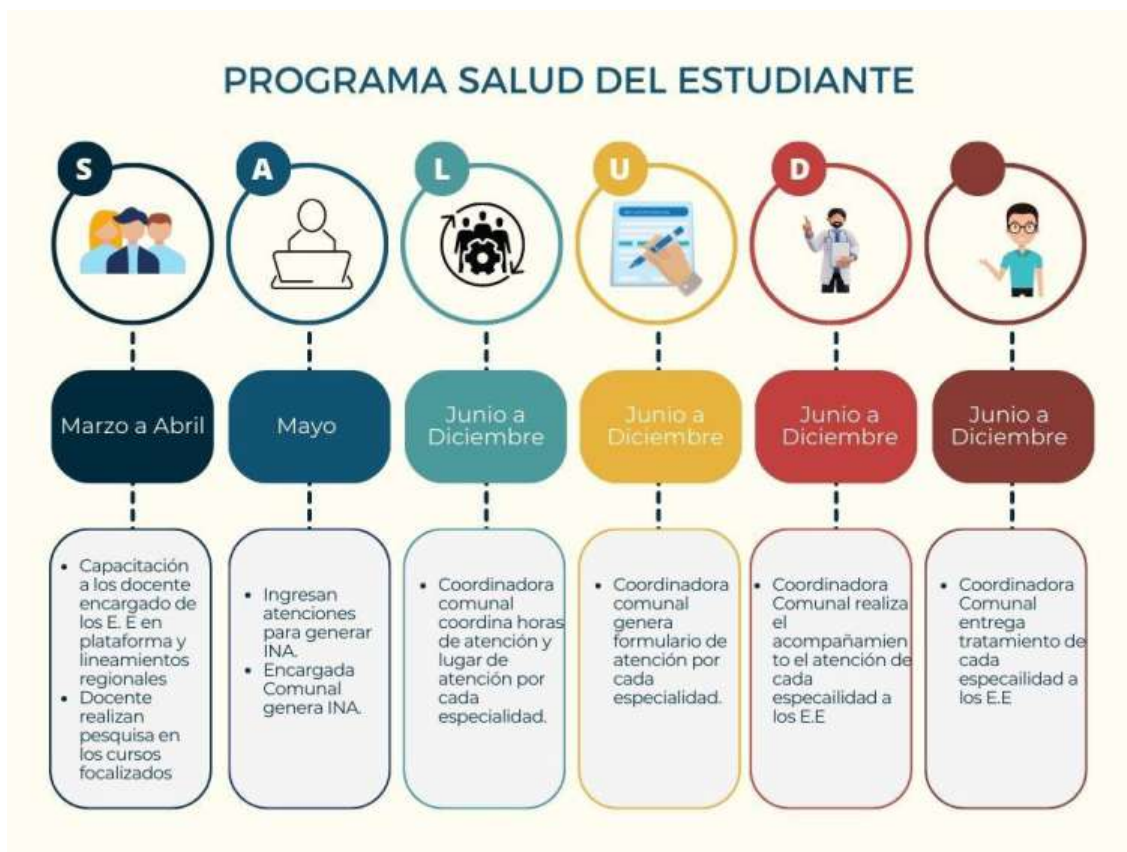 PROGRAMA SALUD DEL ESTUDIANTE
S
A
L
U
D
Marzo a Abril
Mayo
Junio a
Diciembre
Junio a
Diciembre
Junio a
Diciembre
Junio a
Diciembre
• Capacitación
a los docente
encargado de
los E. E en
plataforma y
lineamientos
regionales
• Docente
realizan
pesquisa en
los cursos
focalizados
• Ingresan
atenciones
para generar
INA.
• Encargada
Comunal
genera INA.
• Coordinadora
comunal
coordina horas
de atención y
lugar de
atención por
cada
especialidad.
• Coordinadora
comunal
genera
formulario de
atención por
cada
especialidad.
• Coordinadora
Comunal realiza
el
acompañamien
to el atención de
cada
especailidad a
los E.E
• Coordinadora
Comunal
entrega
tratamiento de
cada
especailidad a
los E.E